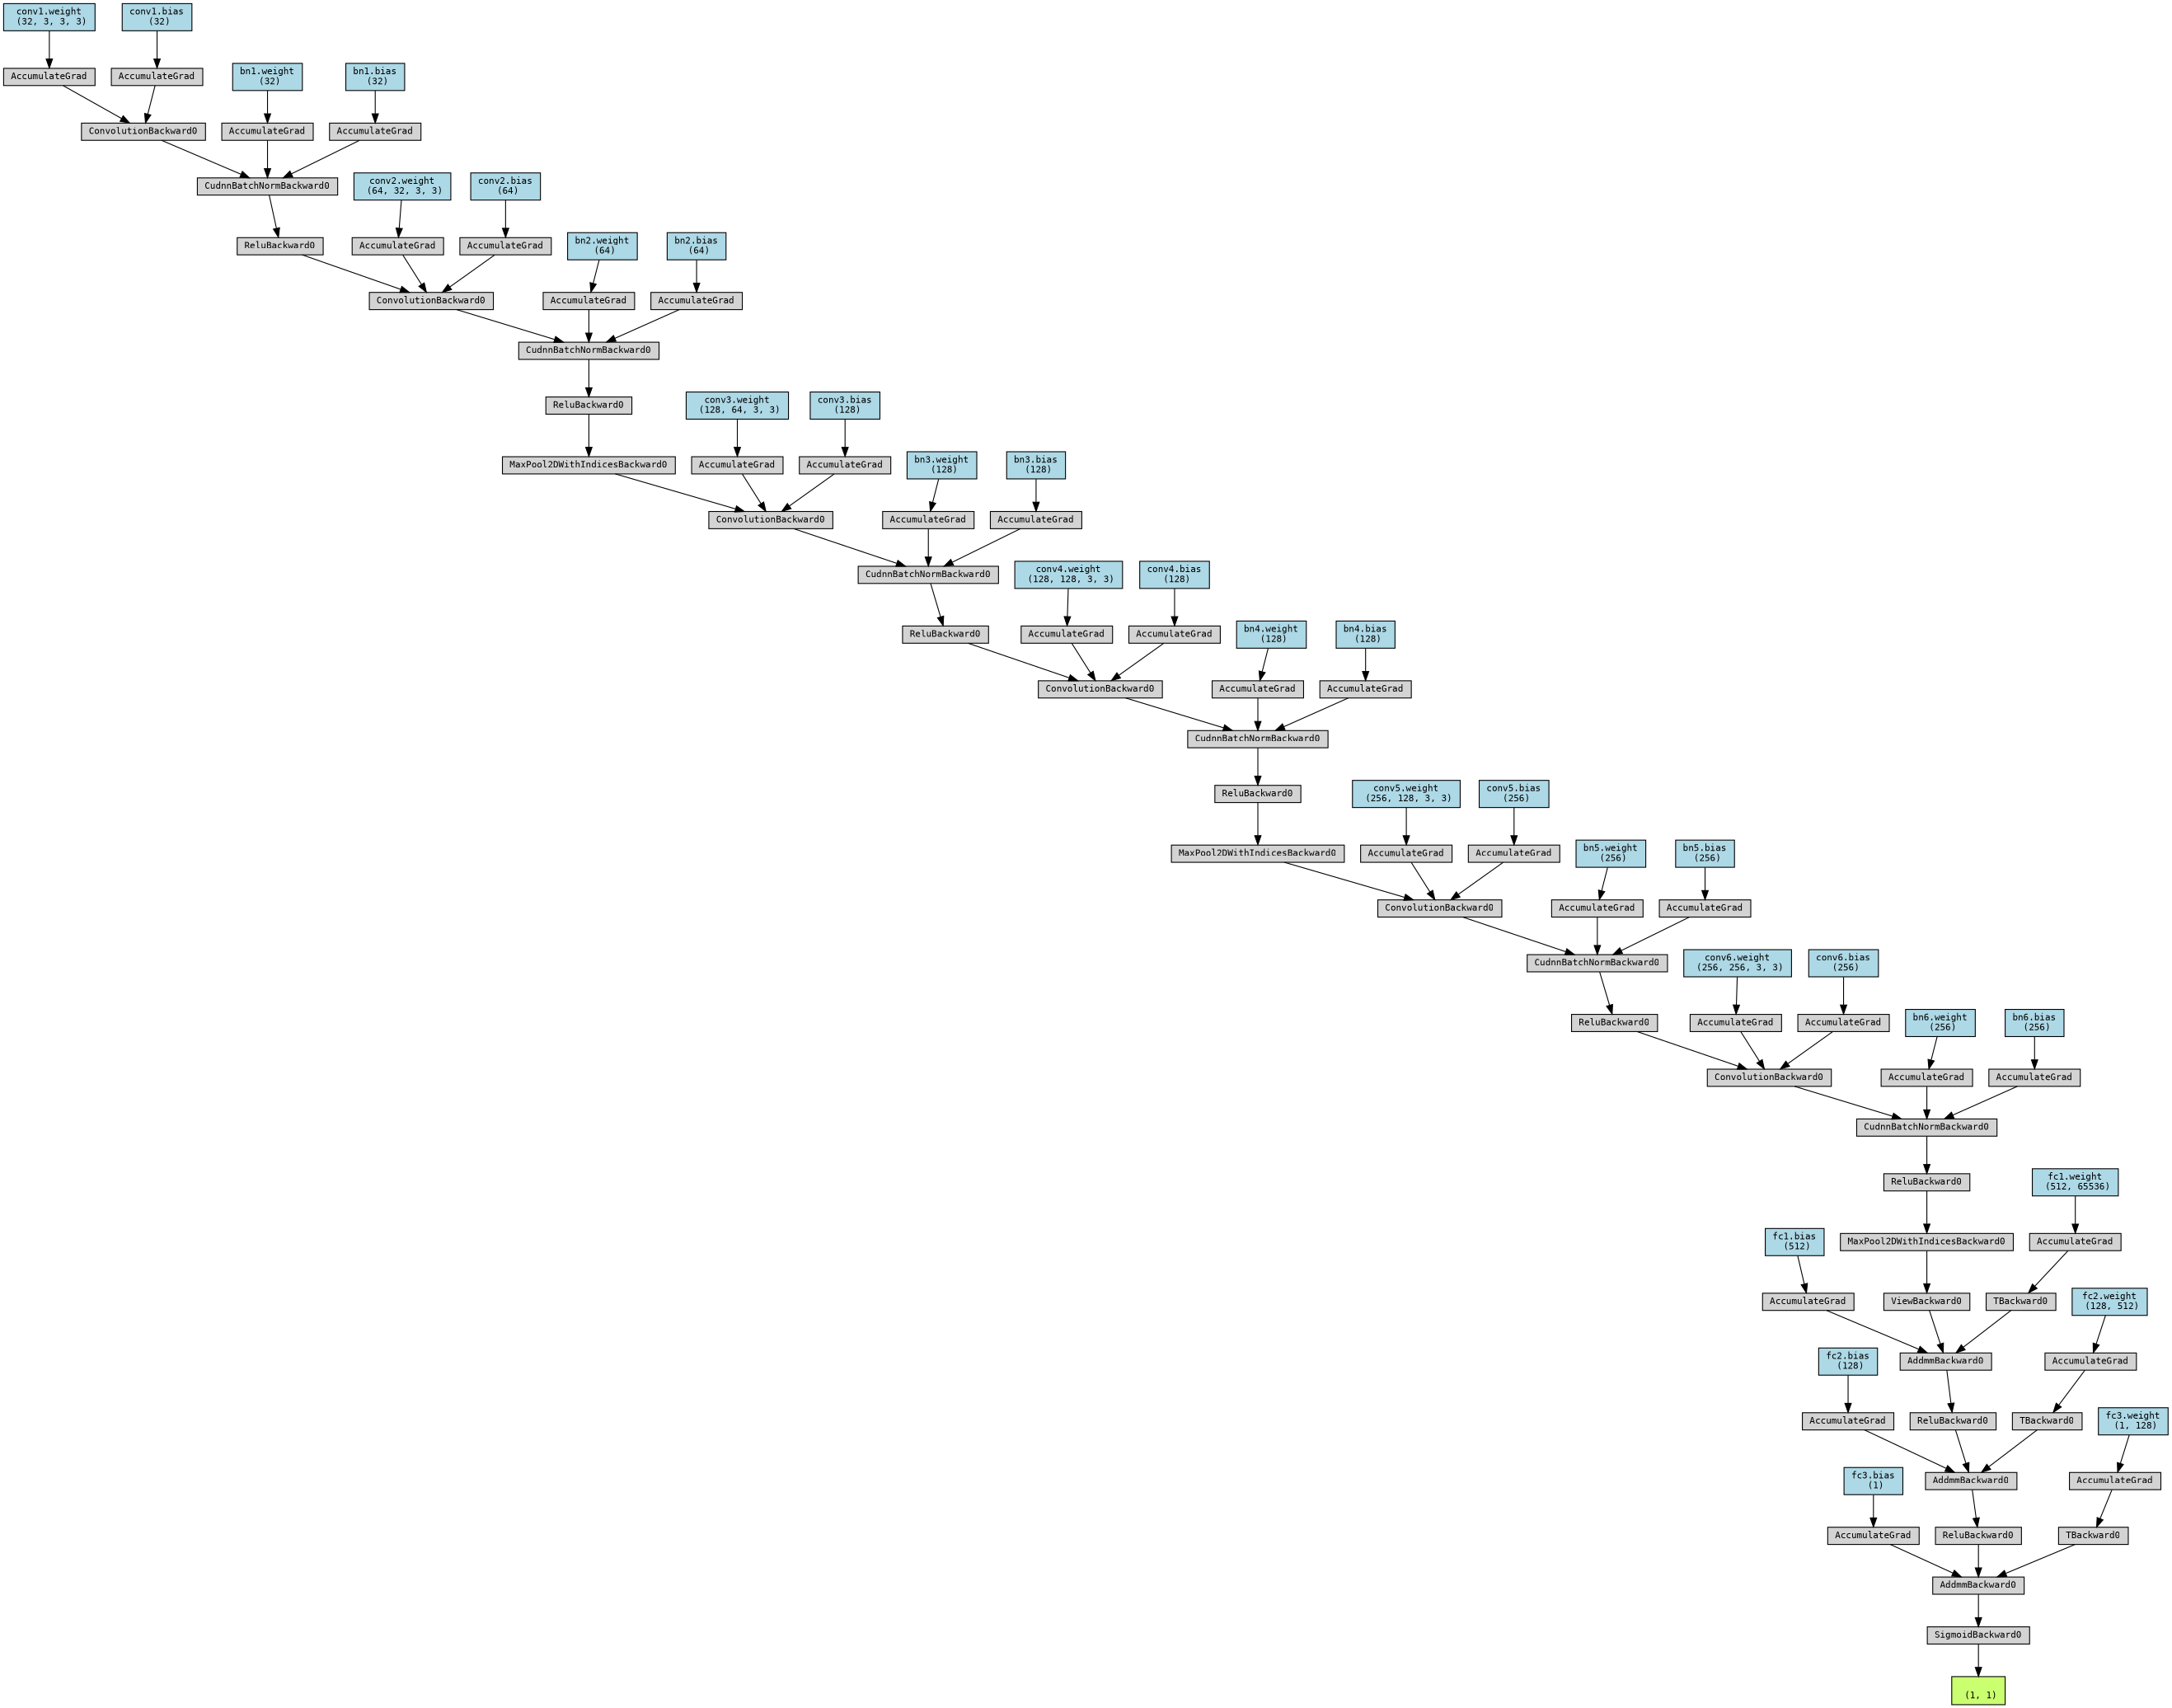 conv1.weight
(32, 3, 3, 3)
conv1.bias
(32)
AccumulateGrad
AccumulateGrad
bn1.weight
(32)
bn1.bias
(32)
ConvolutionBackward0
AccumulateGrad
AccumulateGrad
CudnnBatchNormBackward0
conv2.weight
(64, 32, 3, 3)
conv2.bias
(64)
ReluBackward0
AccumulateGrad
AccumulateGrad
bn2.weight
(64)
bn2.bias
(64)
ConvolutionBackward0
AccumulateGrad
AccumulateGrad
CudnnBatchNormBackward0
ReluBackward0
conv3.weight
(128, 64, 3, 3)
conv3.bias
(128)
MaxPool2DWithIndicesBackward0
AccumulateGrad
AccumulateGrad
bn3.weight
(128)
bn3.bias
(128)
ConvolutionBackward0
AccumulateGrad
AccumulateGrad
CudnnBatchNormBackward0
conv4.weight
(128, 128, 3, 3)
conv4.bias
(128)
ReluBackward0
AccumulateGrad
AccumulateGrad
bn4.weight
(128)
bn4.bias
(128)
ConvolutionBackward0
AccumulateGrad
AccumulateGrad
CudnnBatchNormBackward0
ReluBackward0
conv5.weight
(256, 128, 3, 3)
conv5.bias
(256)
MaxPool2DWithIndicesBackward0
AccumulateGrad
AccumulateGrad
bn5.weight
(256)
bn5.bias
(256)
ConvolutionBackward0
AccumulateGrad
AccumulateGrad
CudnnBatchNormBackward0
conv6.weight
(256, 256, 3, 3)
conv6.bias
(256)
ReluBackward0
AccumulateGrad
AccumulateGrad
bn6.weight
(256)
bn6.bias
(256)
ConvolutionBackward0
AccumulateGrad
AccumulateGrad
CudnnBatchNormBackward0
ReluBackward0
fc1.weight
(512, 65536)
fc1.bias
(512)
MaxPool2DWithIndicesBackward0
AccumulateGrad
AccumulateGrad
ViewBackward0
TBackward0
fc2.weight
(128, 512)
fc2.bias
(128)
AddmmBackward0
AccumulateGrad
AccumulateGrad
ReluBackward0
TBackward0
fc3.weight
(1, 128)
fc3.bias
(1)
AddmmBackward0
AccumulateGrad
AccumulateGrad
ReluBackward0
TBackward0
AddmmBackward0
SigmoidBackward0
(1, 1)